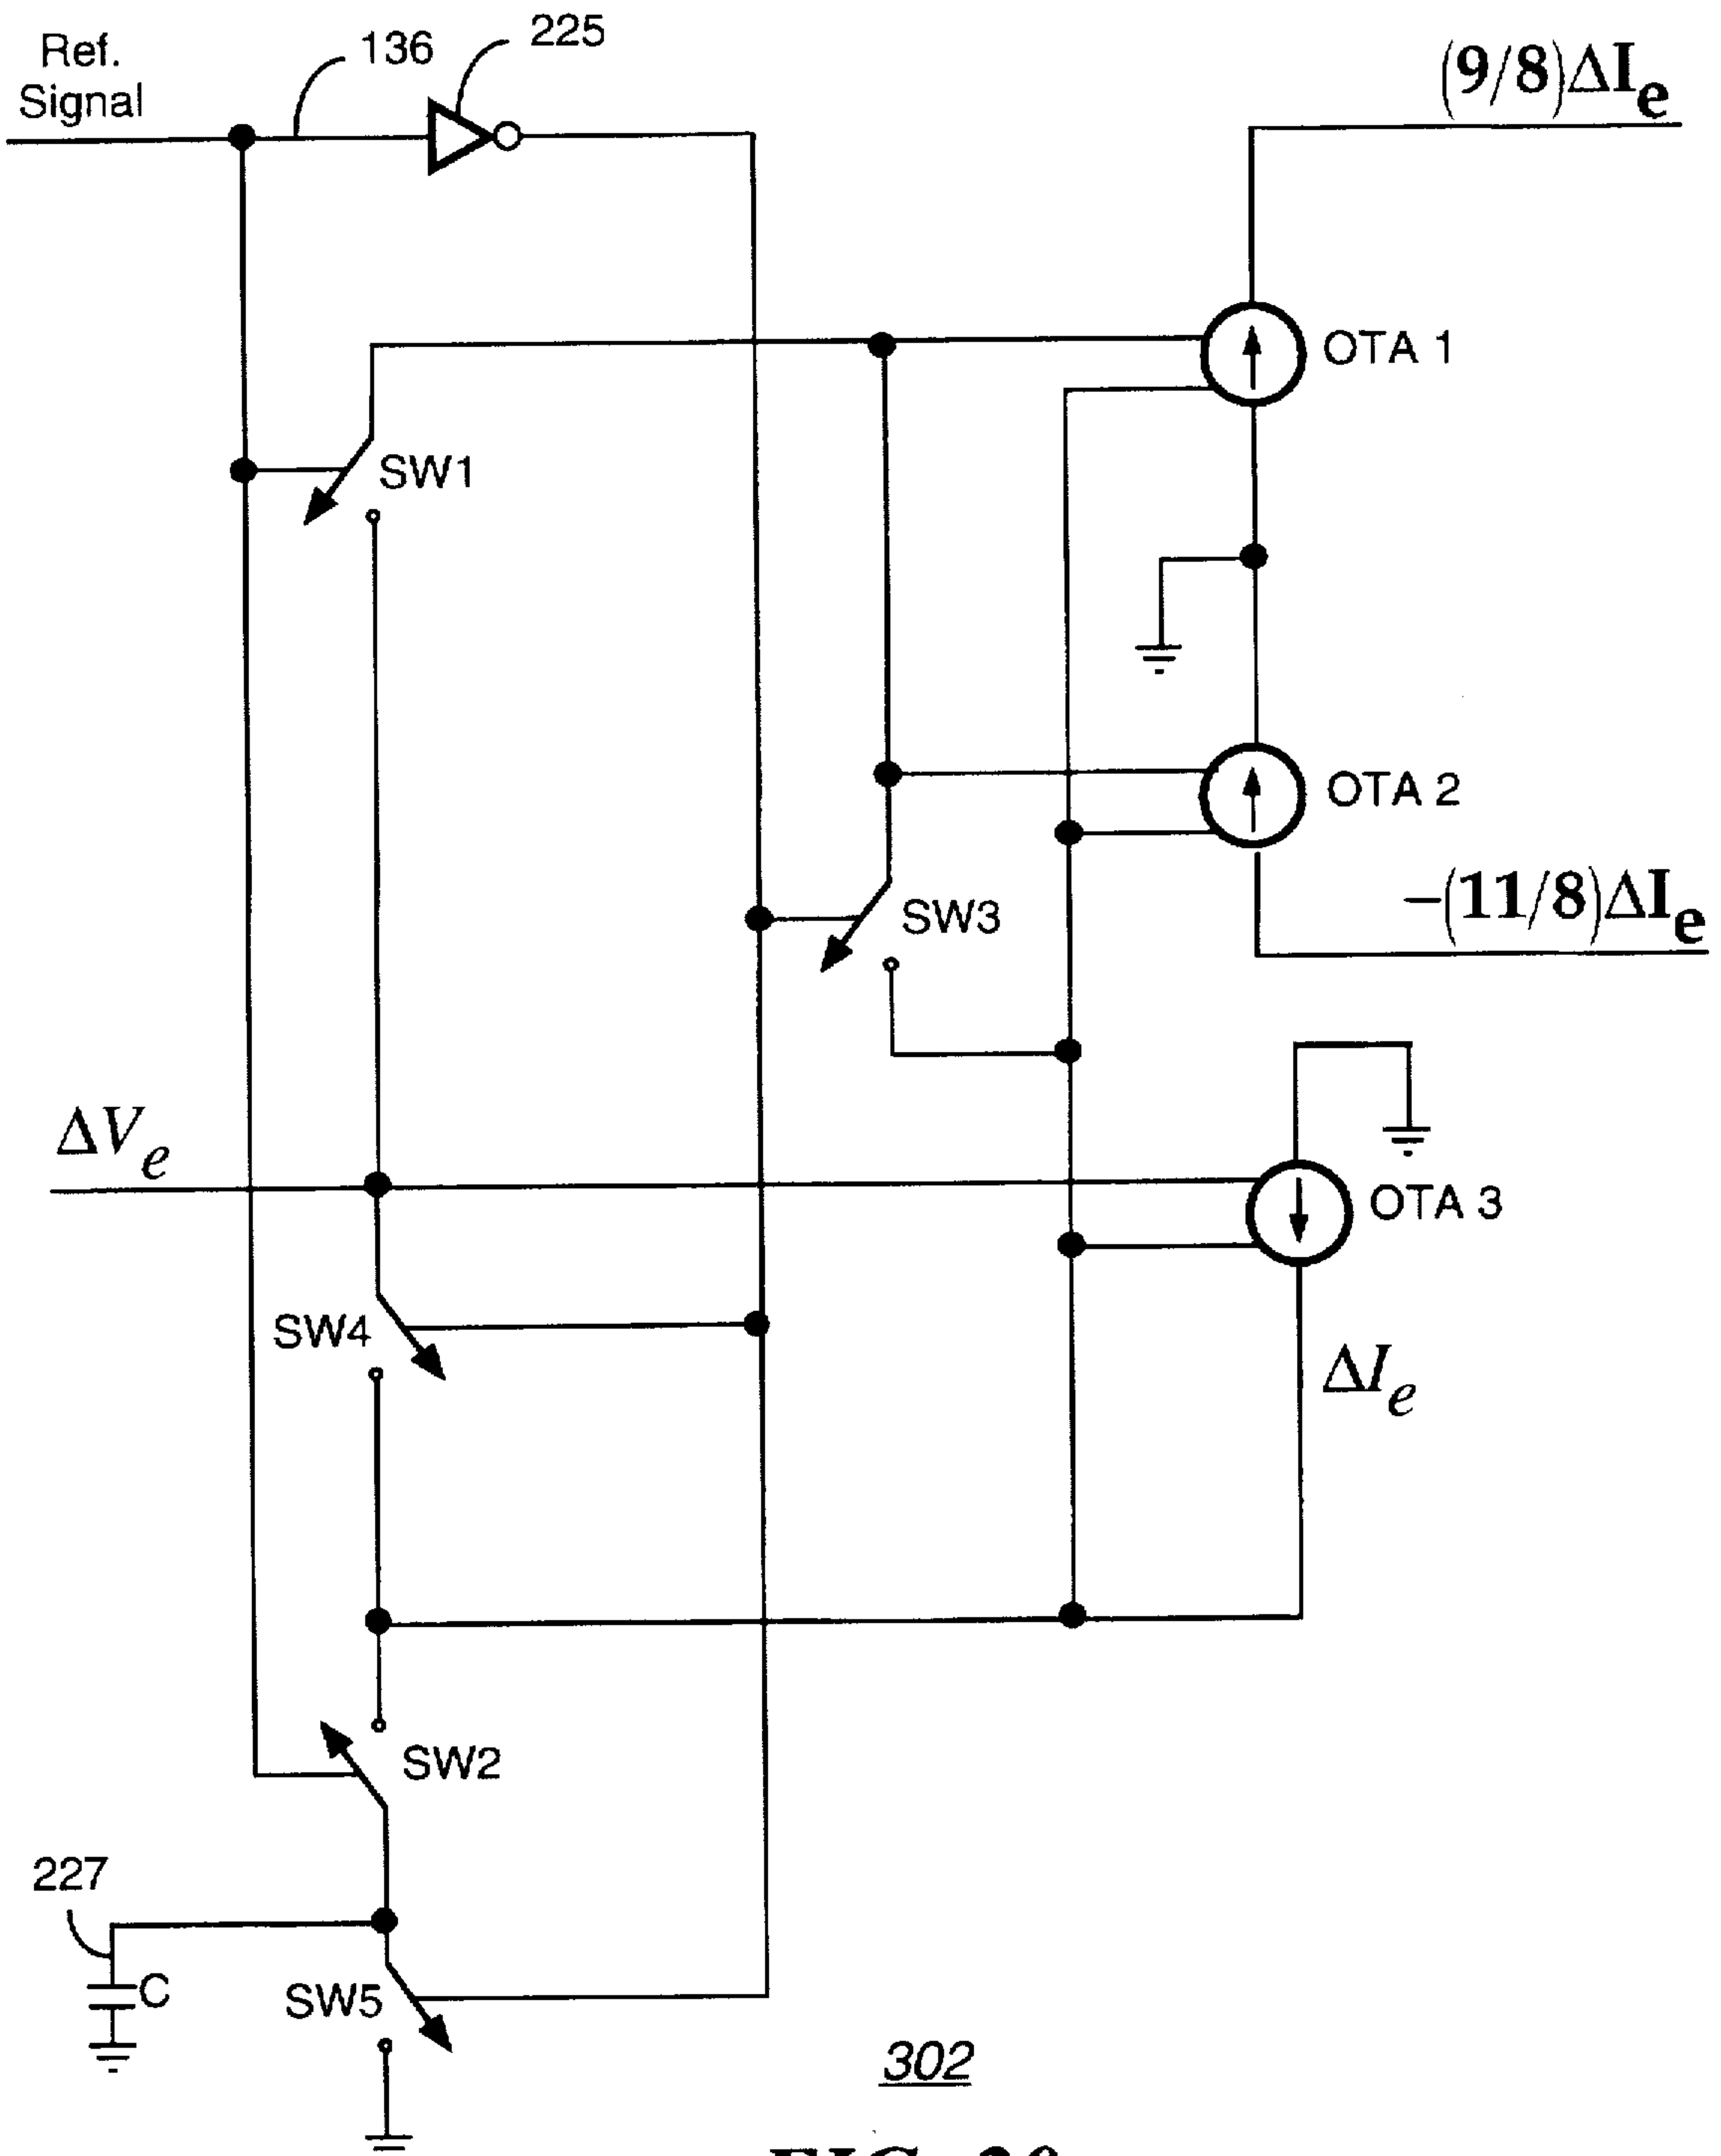 Ref.
Signal
136
225
(9/8)ΔIe
OTA 1
SW1
OTA 2
SW3
−(11/8)ΔIe
ΔVe
OTA 3
SW4
ΔIe
SW2
227
C
SW5
302